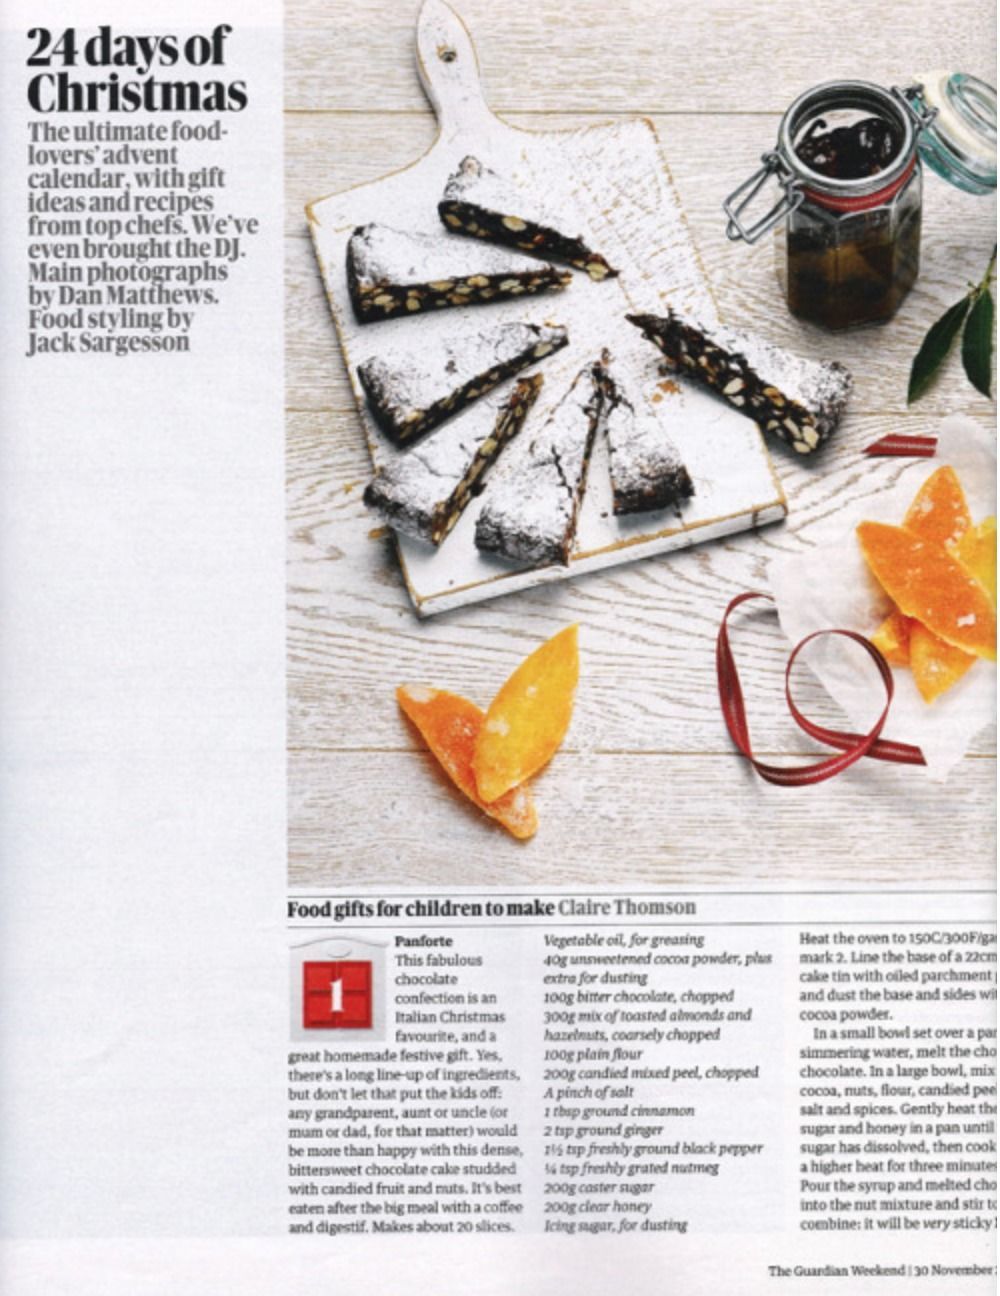 24 days of
Christmas
The ultimate food-
lovers' advent
calendar, with gift
ideas and recipes
from top chefs. We've
even brought the DJ.
Main photographs
by Dan Matthews.
Food styling by
Jack Sargesson
Food gifts for children to make Claire Thomson
1
Panforte
This fabulous
chocolate
confection is an
Italian Christmas
favourite, and a
great homemade festive gift. Yes,
there's a long line-up of ingredients,
but don't let that put the kids off:
any grandparent, aunt or uncle (or
mum or dad, for that matter) would
be more than happy with this dense,
bittersweet chocolate cake studded
with candied fruit and nuts. It's best
eaten after the big meal with a coffee
and digestif. Makes about 20 slices.
Vegetable oil, for greasing
40g unsweetened cocoa powder, plus
extra for dusting
100g bitter chocolate, chopped
300g mix of toasted almonds and
hazelnuts, coarsely chopped
100g plain flour
200g candied mixed peel, chopped
A pinch of salt
1 tbsp ground cinnamon
2 tsp ground ginger
1½ tsp freshly ground black pepper
¼ tsp freshly grated nutmeg
200g caster sugar
200g clear honey
Icing sugar, for dusting
Heat the oven to 150C/300F/ga
mark 2. Line the base of a 22cm
cake tin with oiled parchment
and dust the base and sides wi
cocoa powder.
In a small bowl set over a pa
simmering water, melt the cho
chocolate. In a large bowl, mix
cocoa, nuts, flour, candied pee
salt and spices. Gently heat the
sugar and honey in a pan until
sugar has dissolved, then cook
a higher heat for three minutes
Pour the syrup and melted cho
into the nut mixture and stir to
combine: it will be very sticky
The Guardian Weekend | 30 November